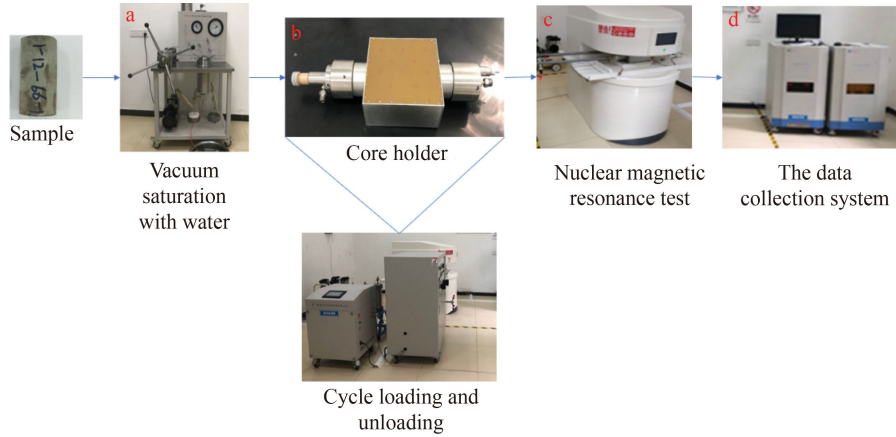 a
b
c
d
Sample
Vacuum
saturation
with water
Core holder
Nuclear magnetic
resonance test
The data
collection system
Cycle loading and
unloading